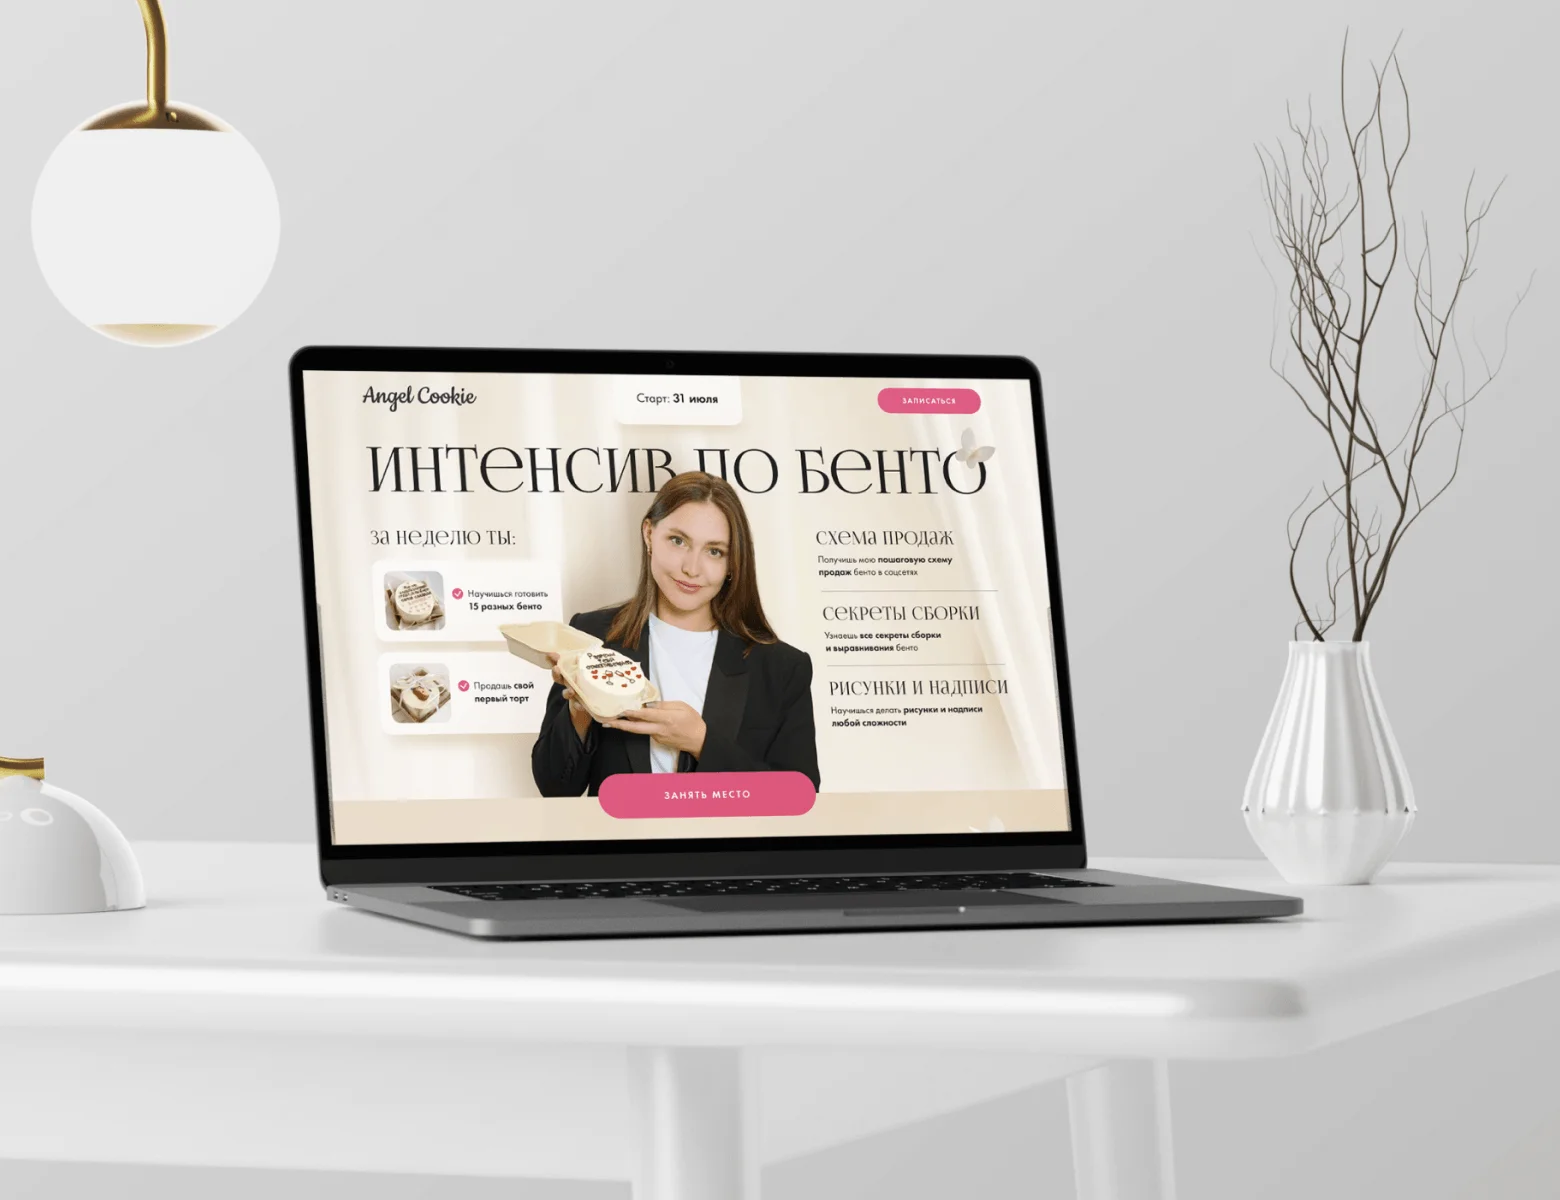 Angel Cookie
Старт: 31 июля
ЗАПИСАТЬСЯ
ИНТЕНСИВ ПО БЕНТО
за неделю ты:
Научишься готовить
15 разных бенто
Продашь свой
первый торт
схема продаж
Получишь мою пошаговую схему
продаж бенто в соцсетях
секреты сборки
Узнаешь все секреты сборки
и выравнивания бенто
рисунки и надписи
Научишься делать рисунки и надписи
любой сложности
ЗАНЯТЬ МЕСТО